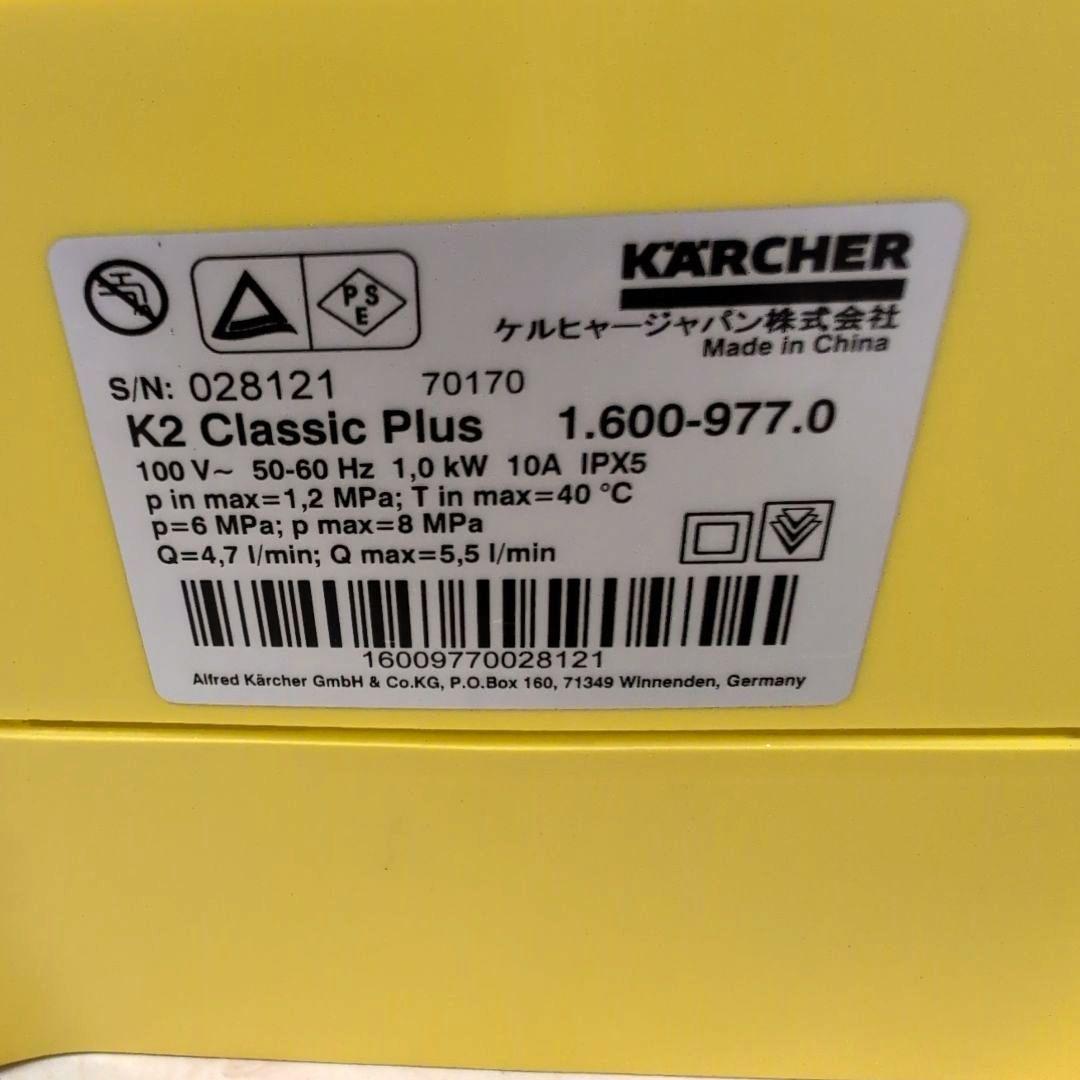 KÄRCHER
ケルヒャージャパン株式会社
Made in China
PSE
S/N: 028121 70170
K2 Classic Plus 1.600-977.0
100 V~ 50-60 Hz 1,0 kW 10A IPX5
p in max=1,2 MPa; T in max=40 °C
p=6 MPa; p max=8 MPa
Q=4,7 l/min; Q max=5,5 l/min
16009770028121
Alfred Kärcher GmbH & Co.KG, P.O.Box 160, 71349 Winnenden, Germany